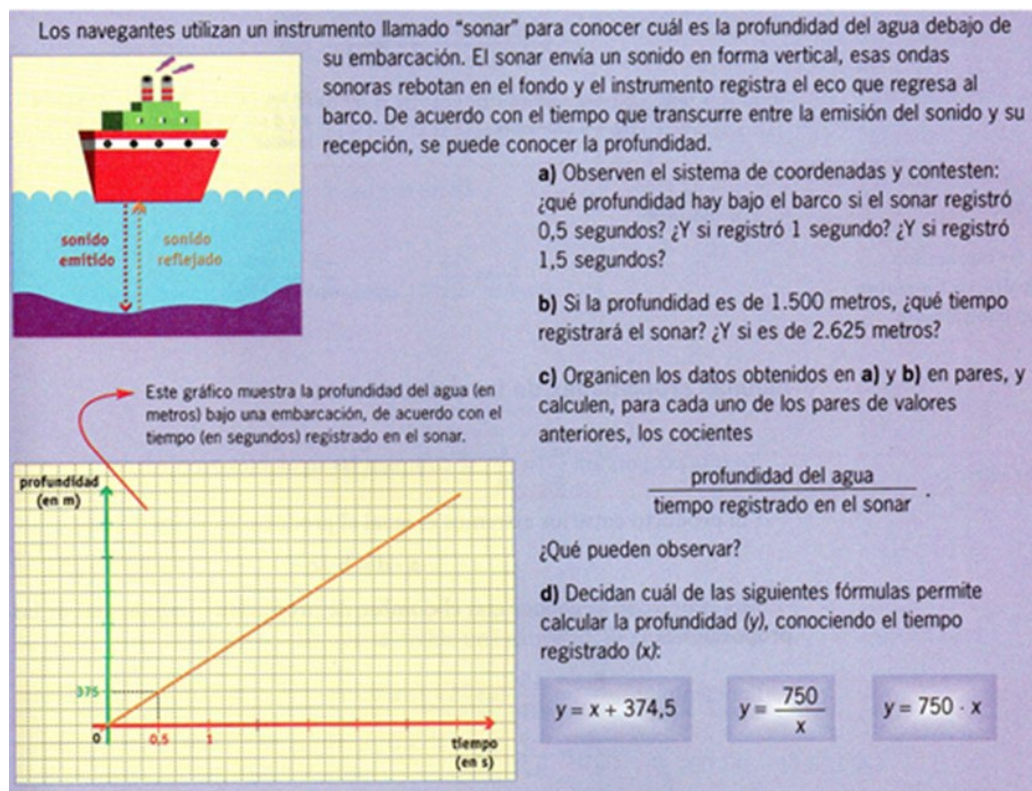 Los navegantes utilizan un instrumento llamado "sonar" para conocer cuál es la profundidad del agua debajo de
su embarcación. El sonar envía un sonido en forma vertical, esas ondas
sonoras rebotan en el fondo y el instrumento registra el eco que regresa al
barco. De acuerdo con el tiempo que transcurre entre la emisión del sonido y su
recepción, se puede conocer la profundidad.
sonido
emitido
sonido
reflejado
a) Observen el sistema de coordenadas y contesten:
¿qué profundidad hay bajo el barco si el sonar registró
0,5 segundos? ¿Y si registró 1 segundo? ¿Y si registró
1,5 segundos?
b) Si la profundidad es de 1.500 metros, ¿qué tiempo
registrará el sonar? ¿Y si es de 2.625 metros?
c) Organicen los datos obtenidos en a) y b) en pares, y
calculen, para cada uno de los pares de valores
anteriores, los cocientes
profundidad del agua
tiempo registrado en el sonar
.
¿Qué pueden observar?
d) Decidan cuál de las siguientes fórmulas permite
calcular la profundidad (y), conociendo el tiempo
registrado (x):
y = x + 374,5
y = 750 / x
y = 750 · x
Este gráfico muestra la profundidad del agua (en
metros) bajo una embarcación, de acuerdo con el
tiempo (en segundos) registrado en el sonar.
profundidad
(en m)
375
0
0,5
1
tiempo
(en s)